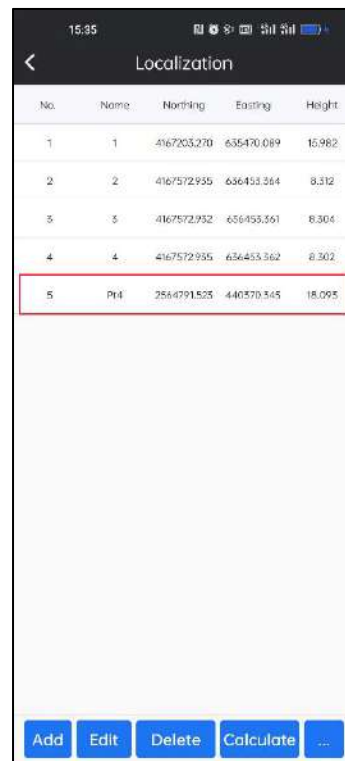 15:35
Localization
No. Name Northing Easting Height
1 1 4167203.270 635470.089 15.982
2 2 4167572.935 636453.364 8.312
3 3 4167572.932 636453.361 8.304
4 4 4167572.935 636453.362 8.302
5 Pt4 2564791.523 440370.345 18.093
Add Edit Delete Calculate ...